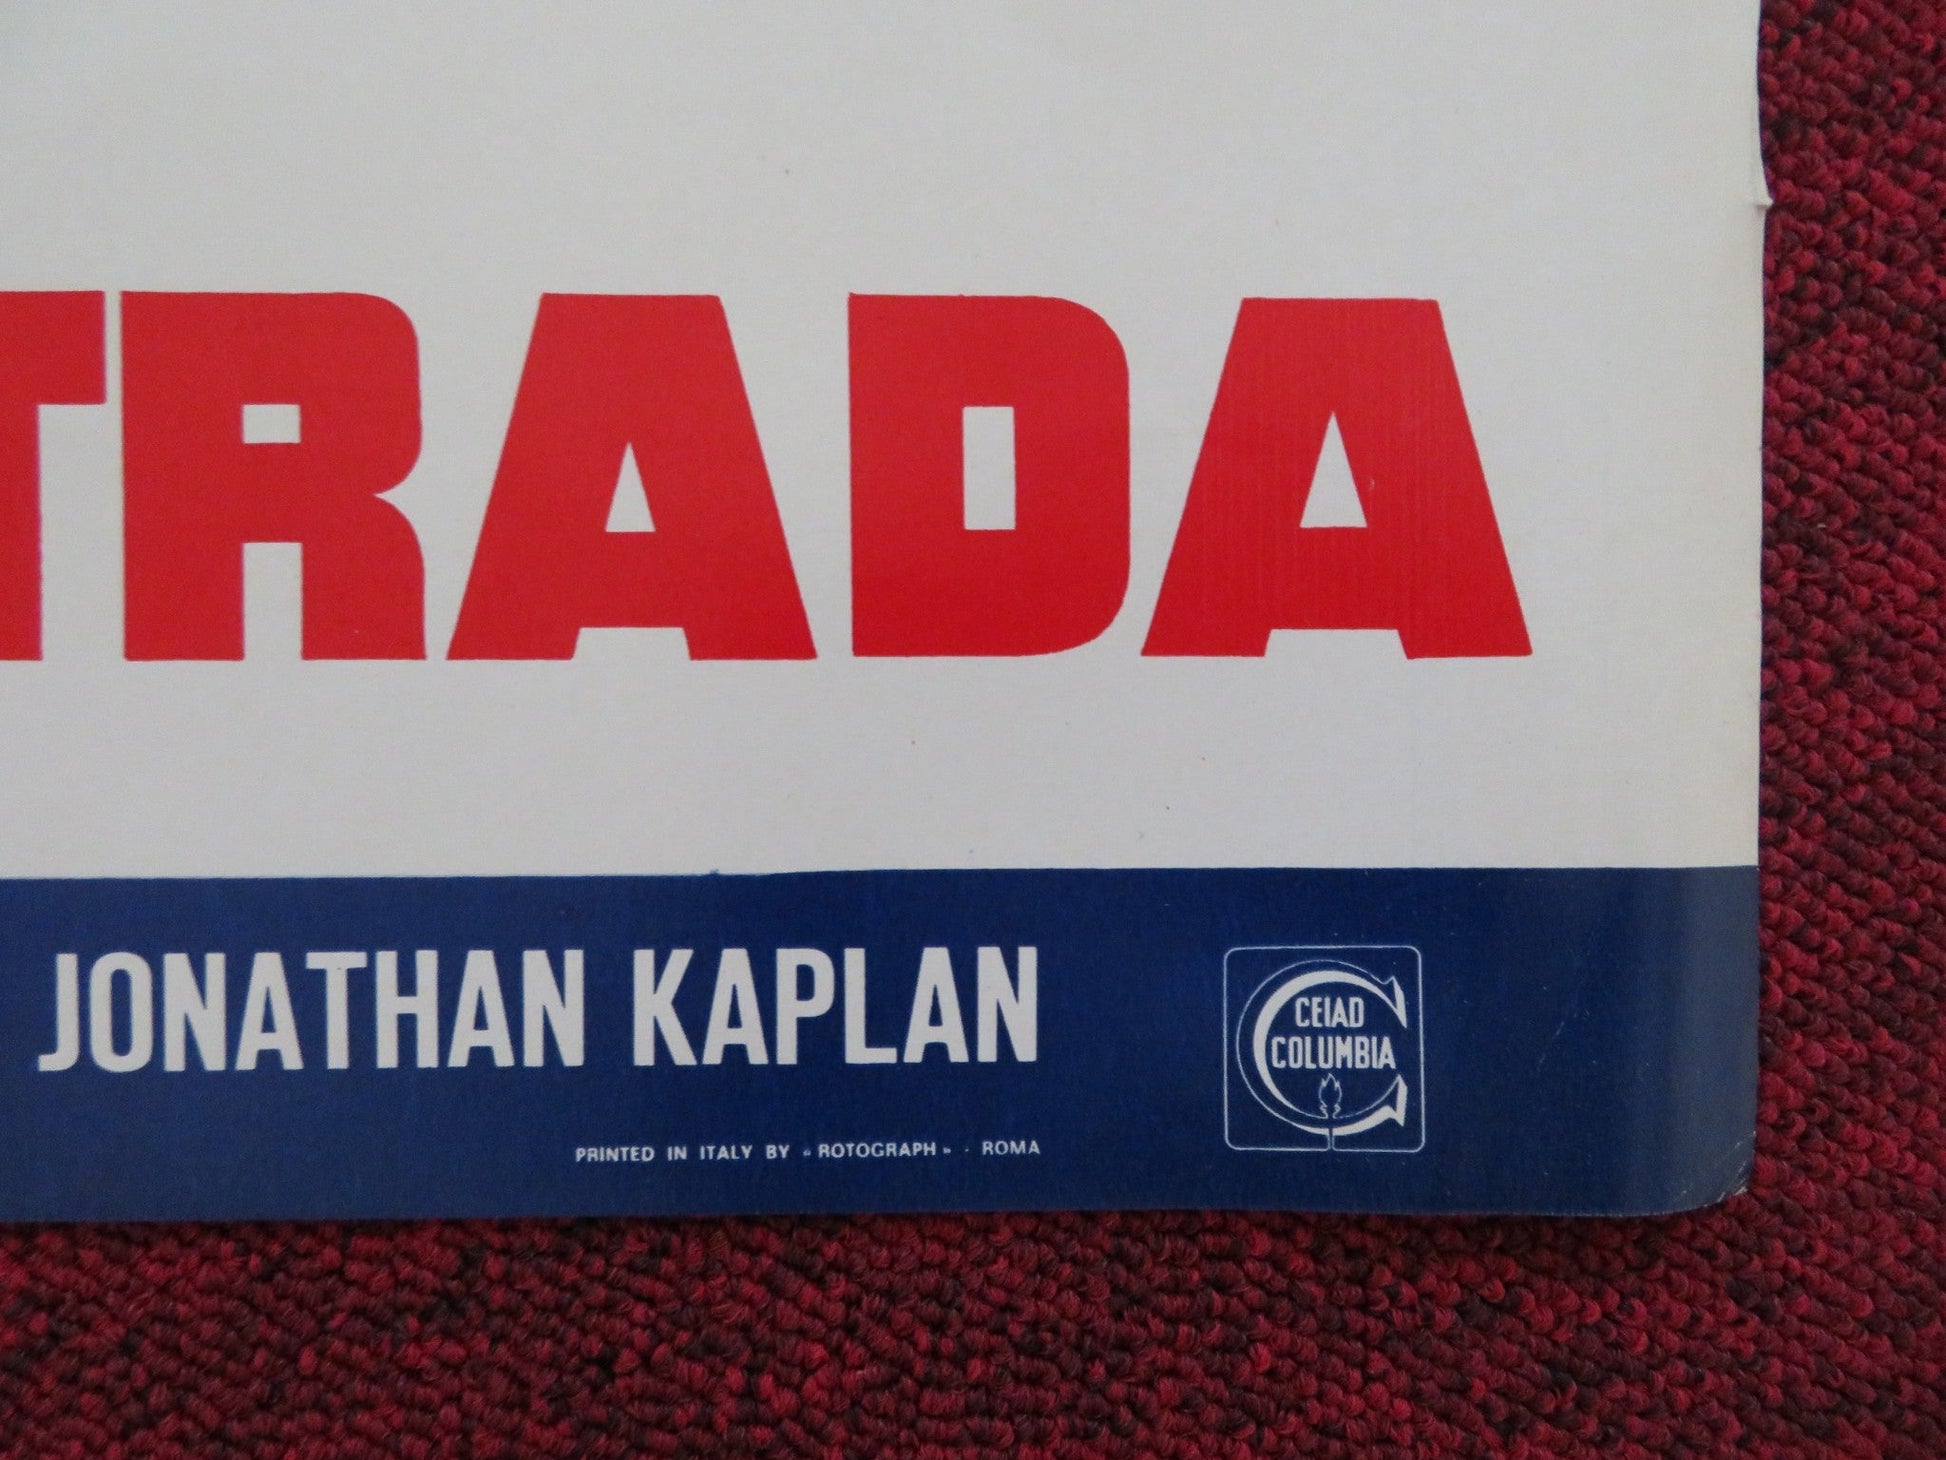 TRADA
JONATHAN KAPLAN
CEIAD
COLUMBIA
PRINTED IN ITALY BY « ROTOGRAPH » - ROMA